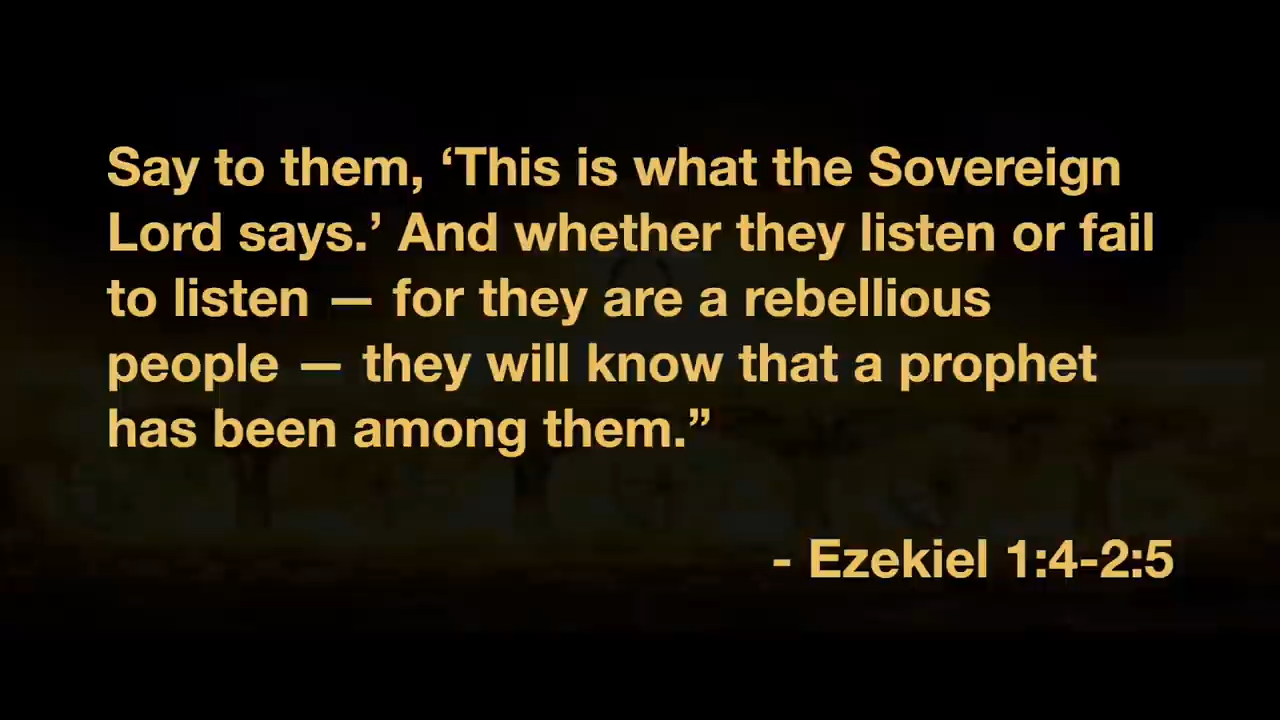 Say to them, ‘This is what the Sovereign
Lord says.’ And whether they listen or fail
to listen — for they are a rebellious
people — they will know that a prophet
has been among them.”
- Ezekiel 1:4-2:5